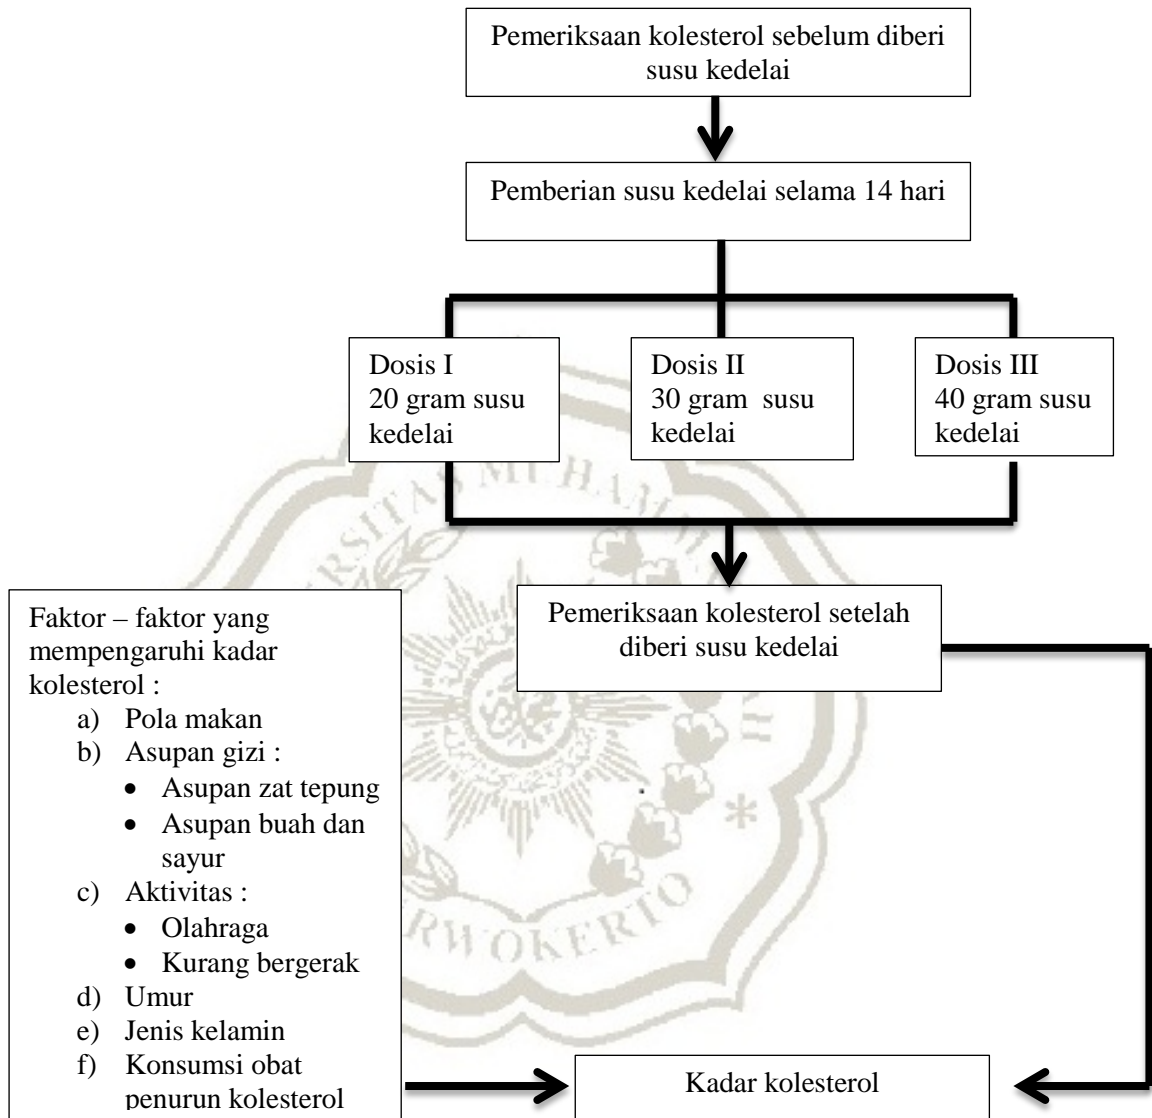 Pemeriksaan kolesterol sebelum diberi
susu kedelai
Pemberian susu kedelai selama 14 hari
Dosis I
20 gram susu
kedelai
Dosis II
30 gram  susu
kedelai
Dosis III
40 gram susu
kedelai
Pemeriksaan kolesterol setelah
diberi susu kedelai
Faktor – faktor yang
mempengaruhi kadar
kolesterol :
a) Pola makan
b) Asupan gizi :
• Asupan zat tepung
• Asupan buah dan
sayur
c) Aktivitas :
• Olahraga
• Kurang bergerak
d) Umur
e) Jenis kelamin
f) Konsumsi obat
penurun kolesterol
Kadar kolesterol